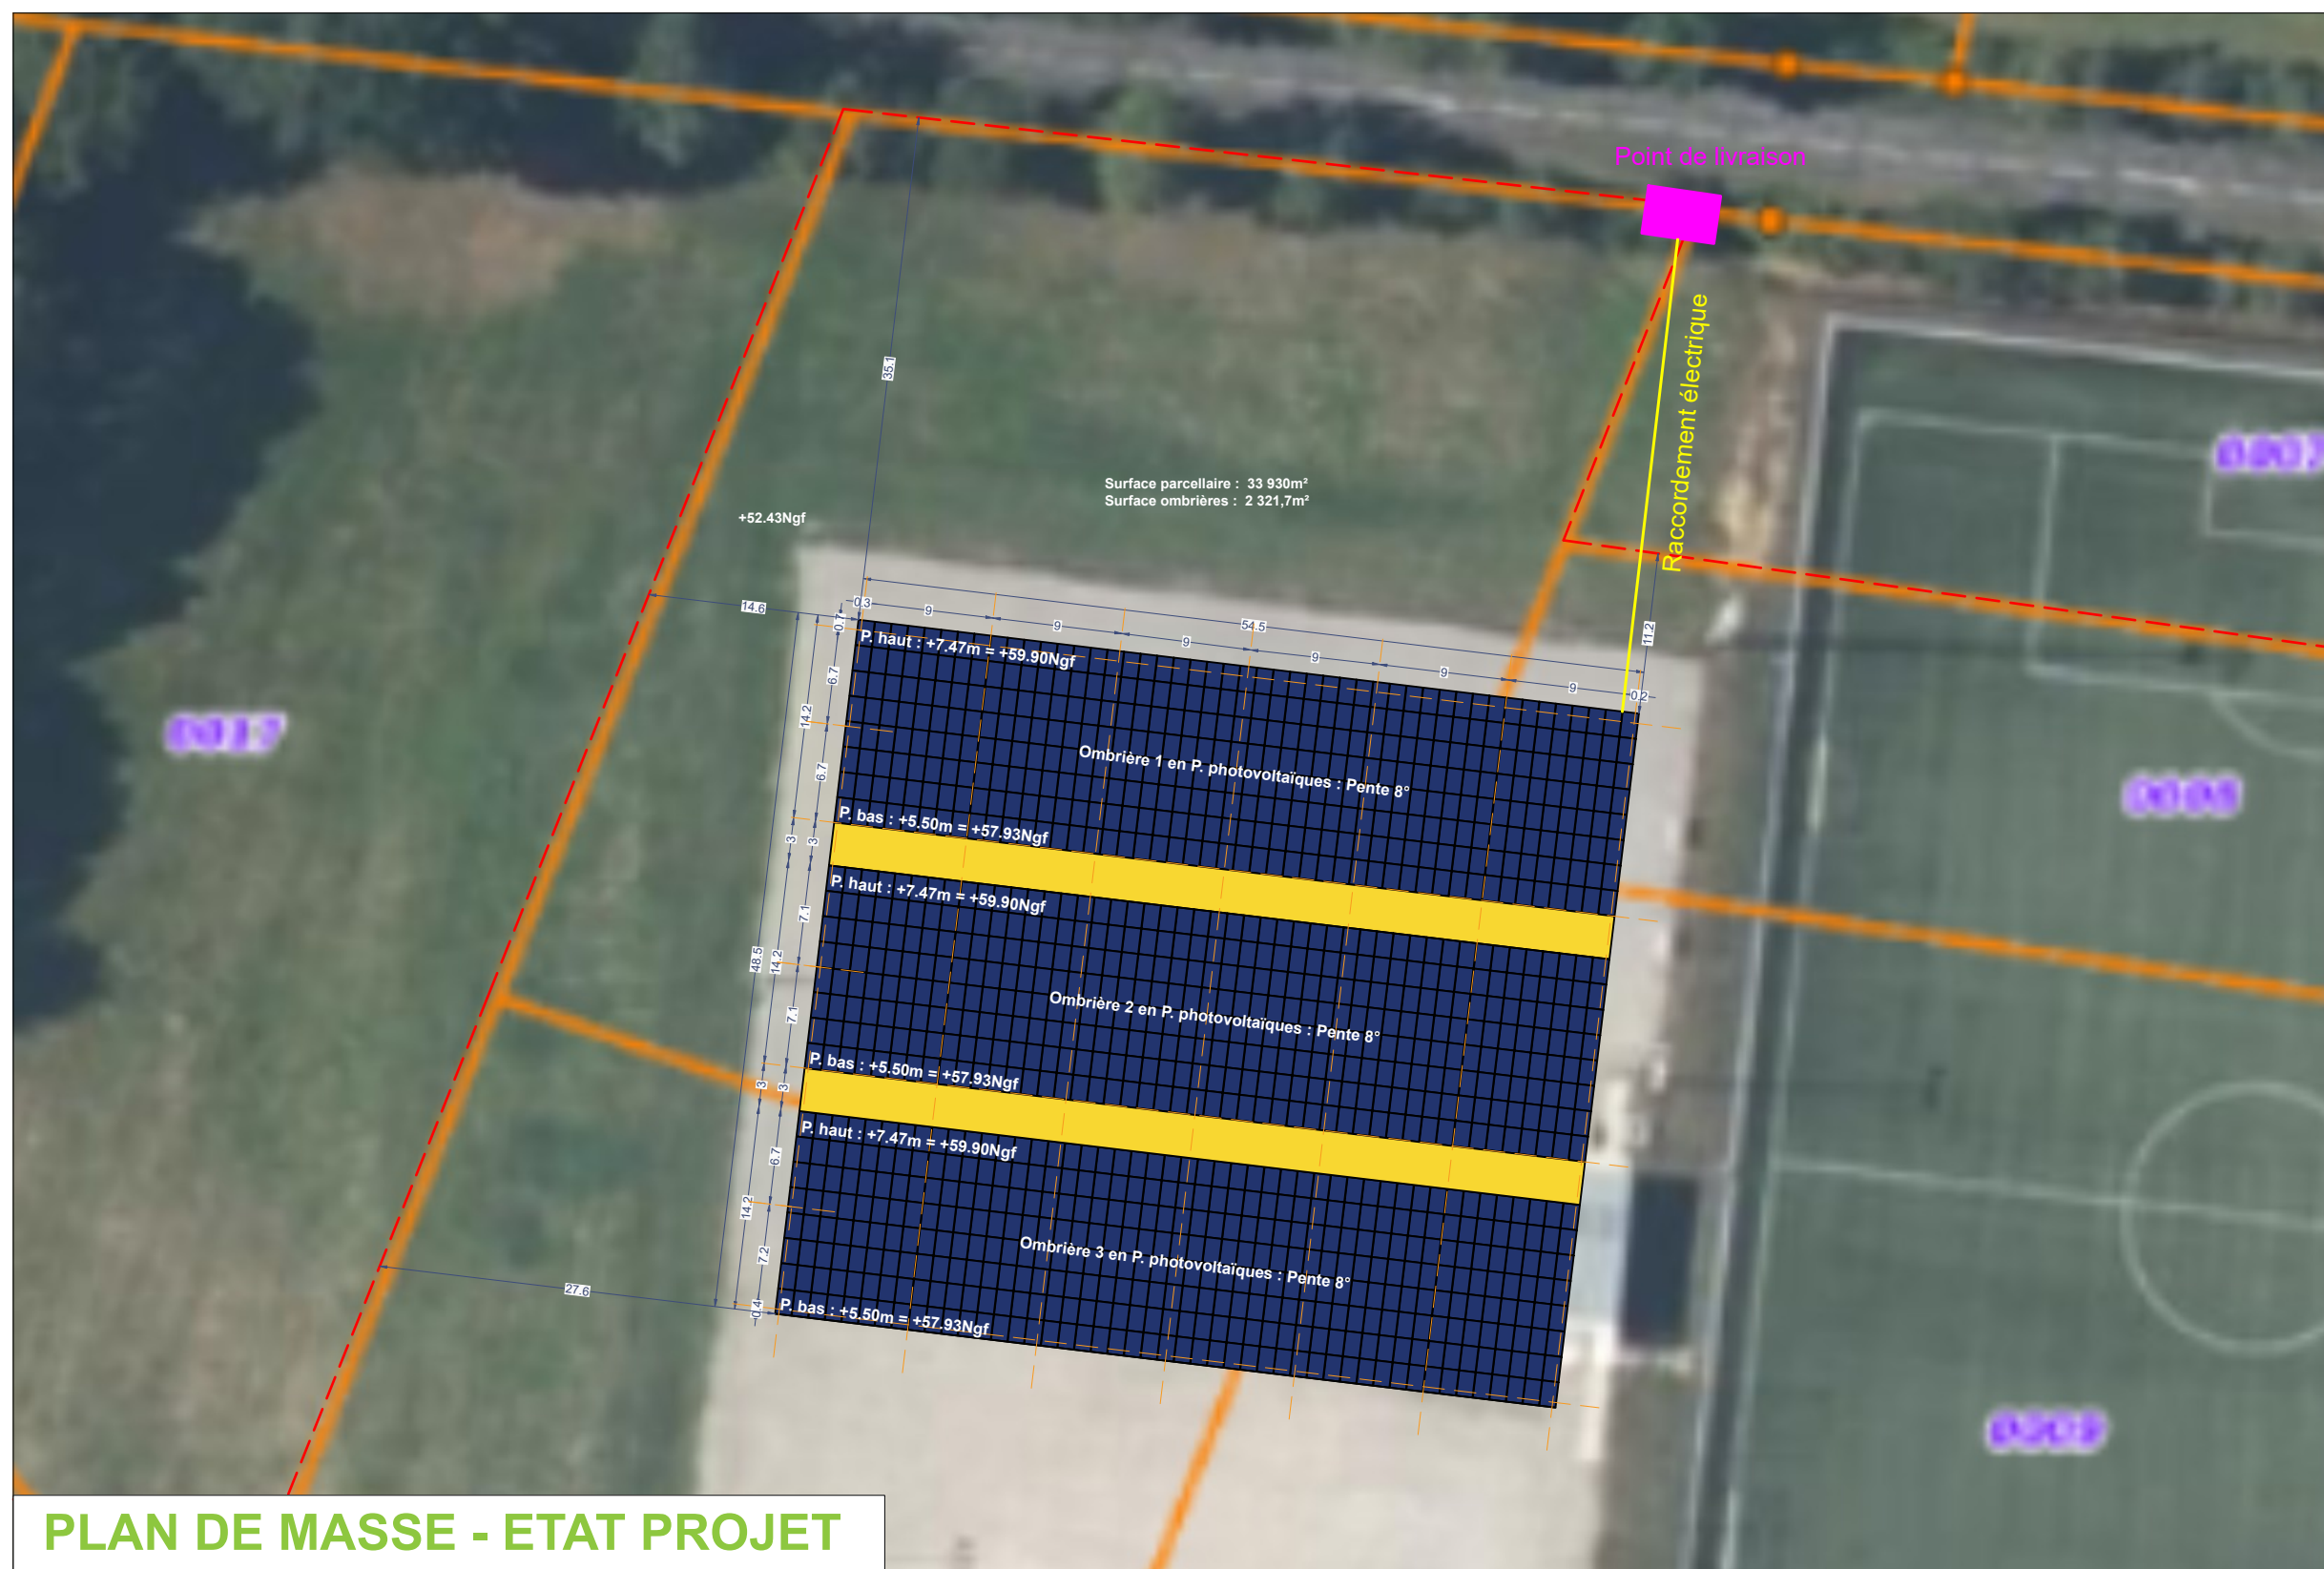 Point de livraison
Raccordement électrique
35.1
Surface parcellaire : 33 930m²
Surface ombrières : 2 321,7m²
+52.43Ngf
14.6
0.7
0.3
9
9
9
9
9
9
54.5
0.2
11.2
P. haut : +7.47m = +59.90Ngf
6.7
14.2
6.7
Ombrière 1 en P. photovoltaïques : Pente 8°
P. bas : +5.50m = +57.93Ngf
3
3
P. haut : +7.47m = +59.90Ngf
7.1
48.5
14.2
7.1
Ombrière 2 en P. photovoltaïques : Pente 8°
P. bas : +5.50m = +57.93Ngf
3
3
P. haut : +7.47m = +59.90Ngf
6.7
14.2
7.2
Ombrière 3 en P. photovoltaïques : Pente 8°
P. bas : +5.50m = +57.93Ngf
0.4
27.6
0017
0007
0009
PLAN DE MASSE - ETAT PROJET